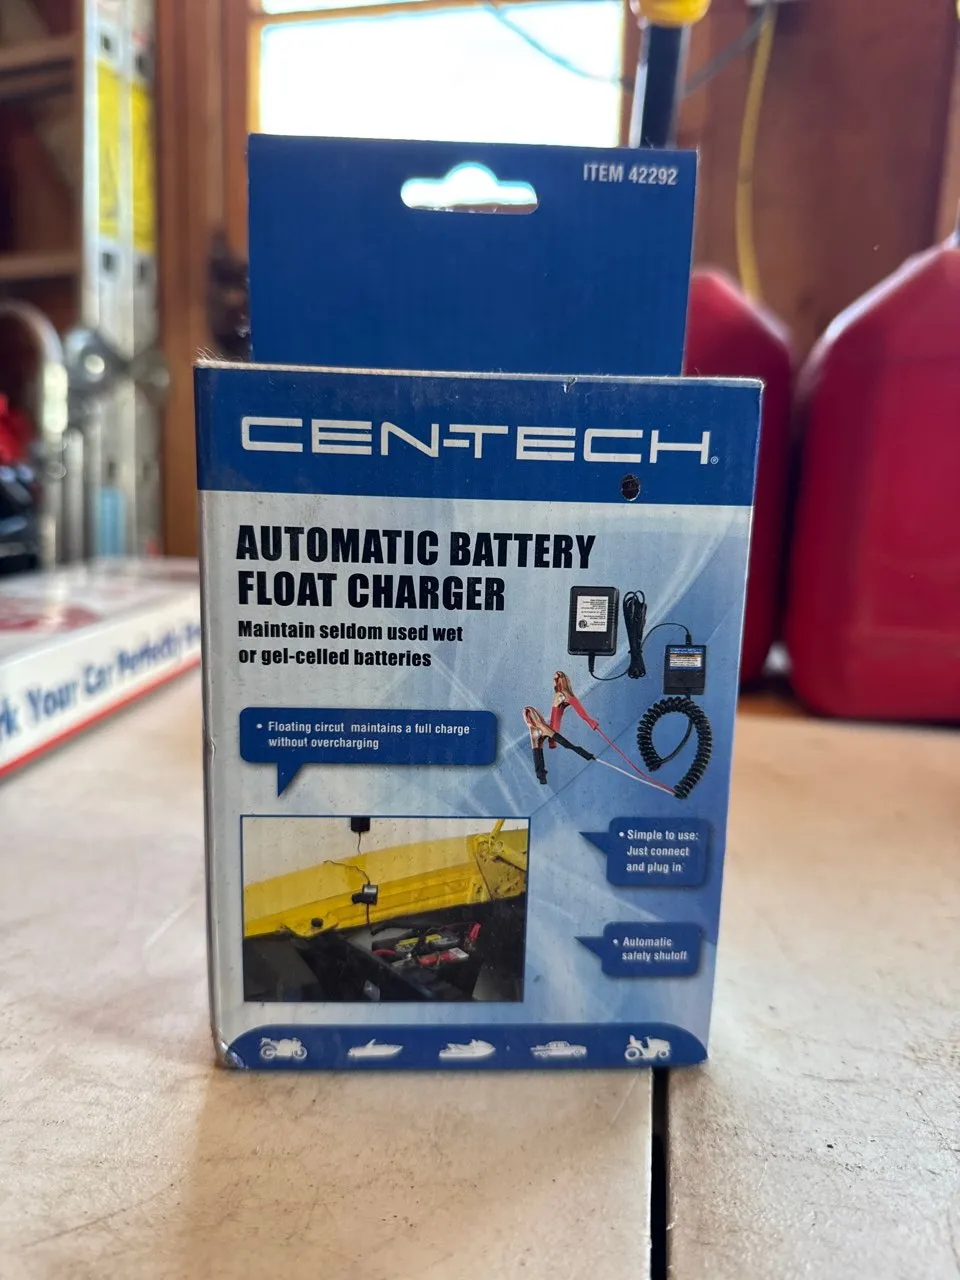 ITEM 42292
CEN-TECH®
AUTOMATIC BATTERY
FLOAT CHARGER
Maintain seldom used wet
or gel-celled batteries
• Floating circut maintains a full charge
without overcharging
• Simple to use:
Just connect
and plug in
• Automatic
safety shutoff
rk Your Car Perfectly